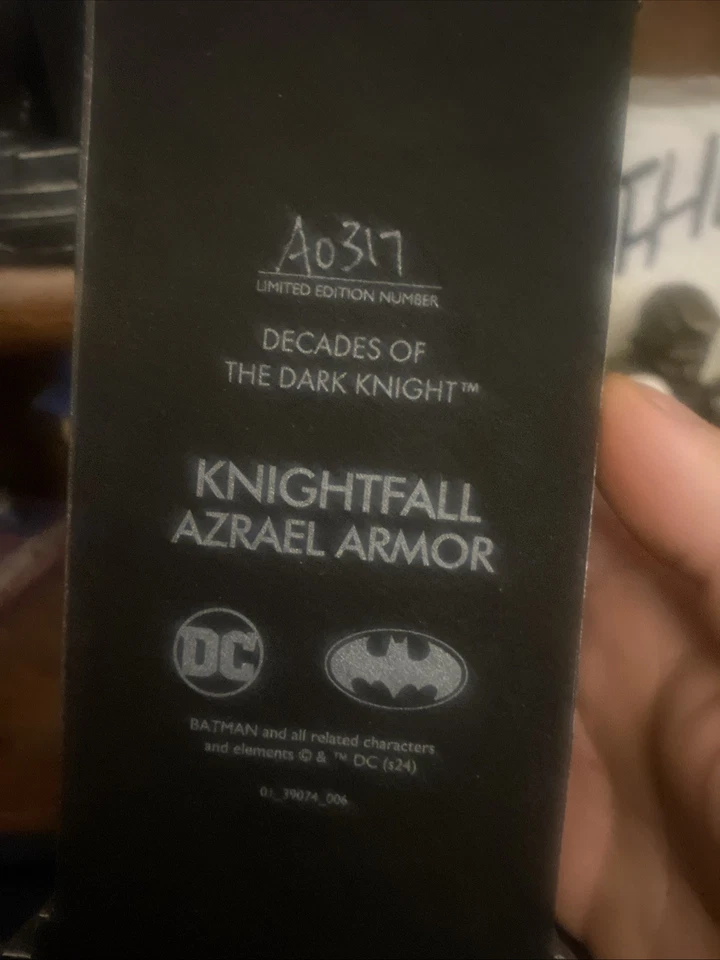 A0317
LIMITED EDITION NUMBER
DECADES OF
THE DARK KNIGHT™
KNIGHTFALL
AZRAEL ARMOR
DC
BATMAN and all related characters
and elements © & ™ DC (s24)
01_39074_006